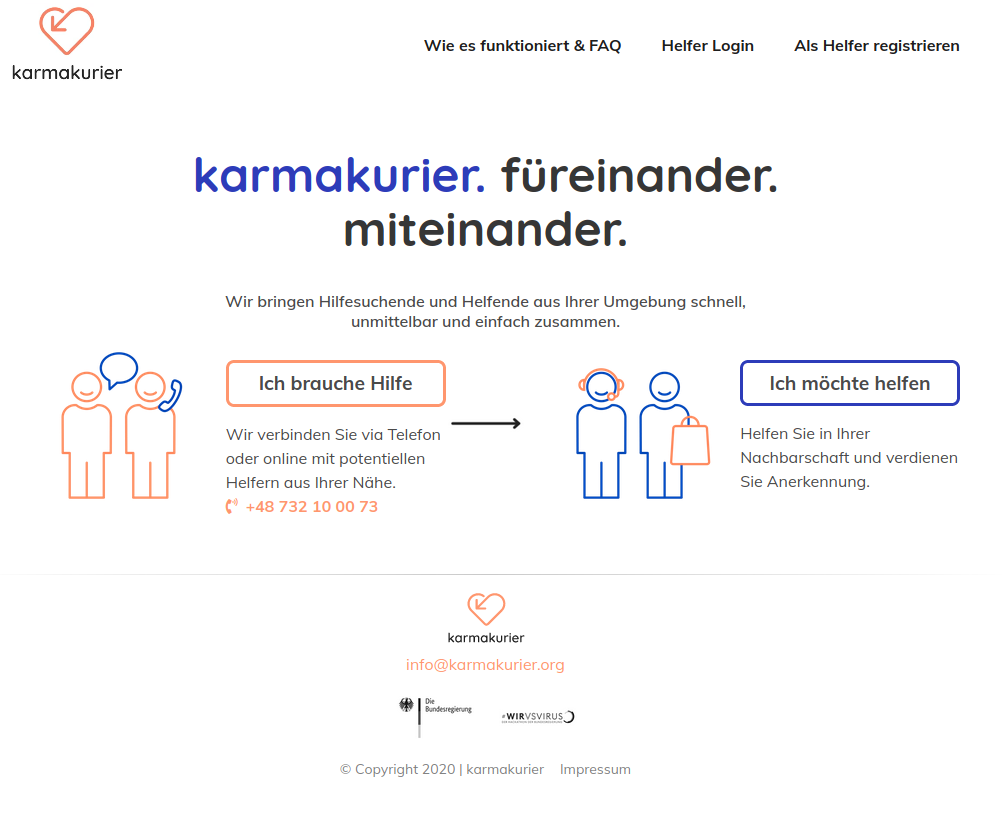 karmakurier
Wie es funktioniert & FAQ
Helfer Login
Als Helfer registrieren
karmakurier. füreinander.
miteinander.
Wir bringen Hilfesuchende und Helfende aus Ihrer Umgebung schnell,
unmittelbar und einfach zusammen.
Ich brauche Hilfe
Wir verbinden Sie via Telefon
oder online mit potentiellen
Helfern aus Ihrer Nähe.
+48 732 10 00 73
Ich möchte helfen
Helfen Sie in Ihrer
Nachbarschaft und verdienen
Sie Anerkennung.
karmakurier
info@karmakurier.org
Die
Bundesregierung
#WIRVSVIRUS
© Copyright 2020 | karmakurier
Impressum